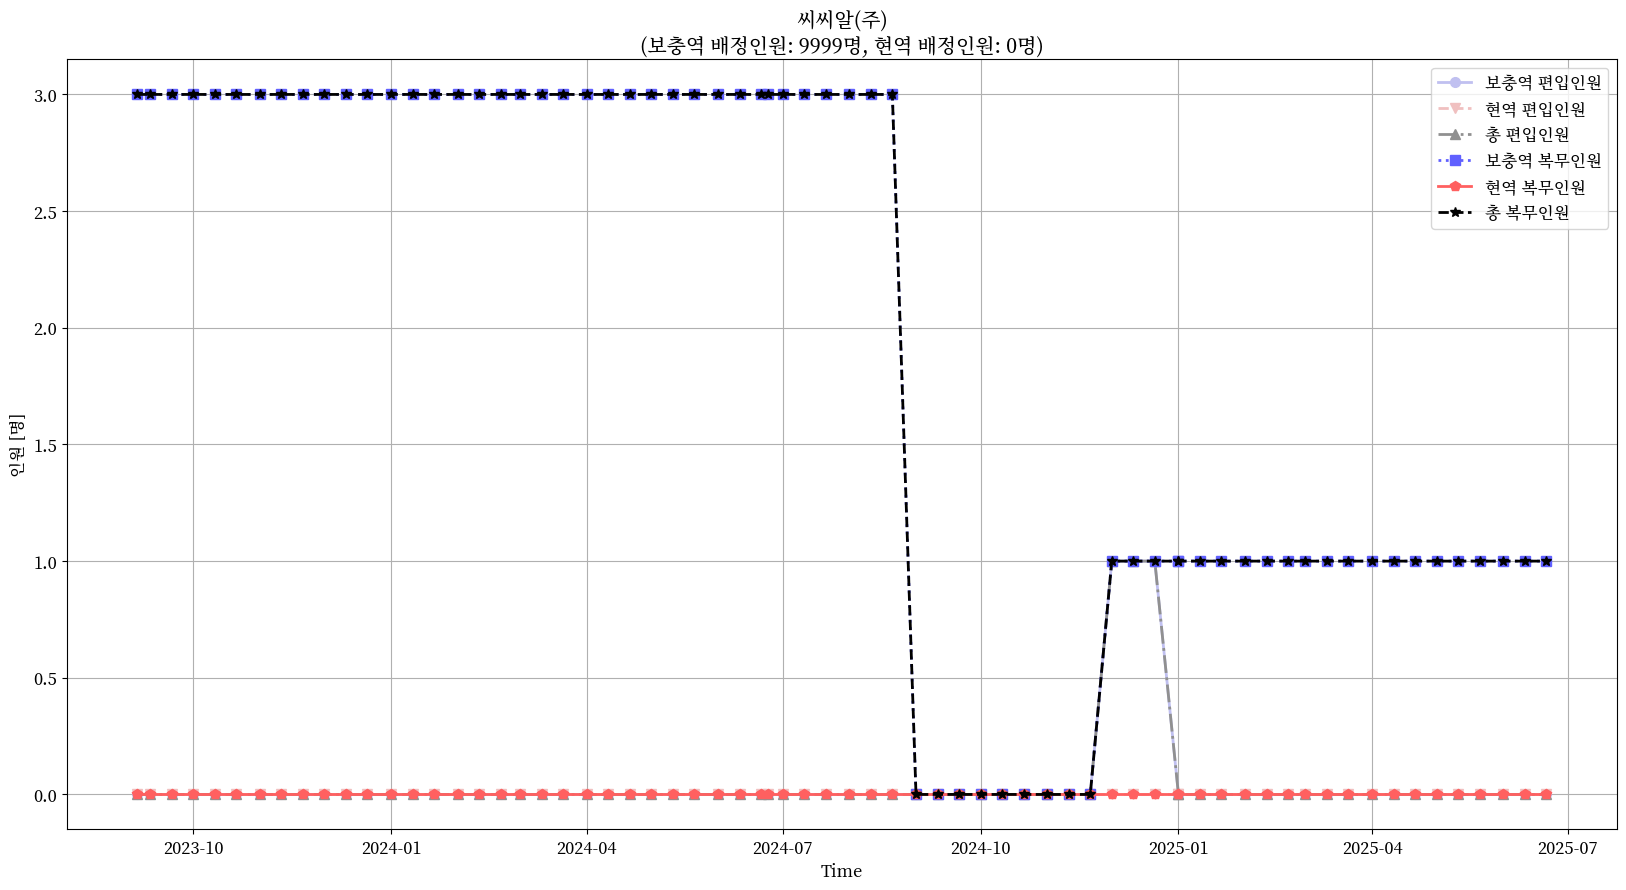 씨씨알(주)
(보충역 배정인원: 9999명, 현역 배정인원: 0명)
보충역 편입인원
현역 편입인원
총 편입인원
보충역 복무인원
현역 복무인원
총 복무인원
인원 [명]
3.0
2.5
2.0
1.5
1.0
0.5
0.0
2023-10
2024-01
2024-04
2024-07
2024-10
2025-01
2025-04
2025-07
Time